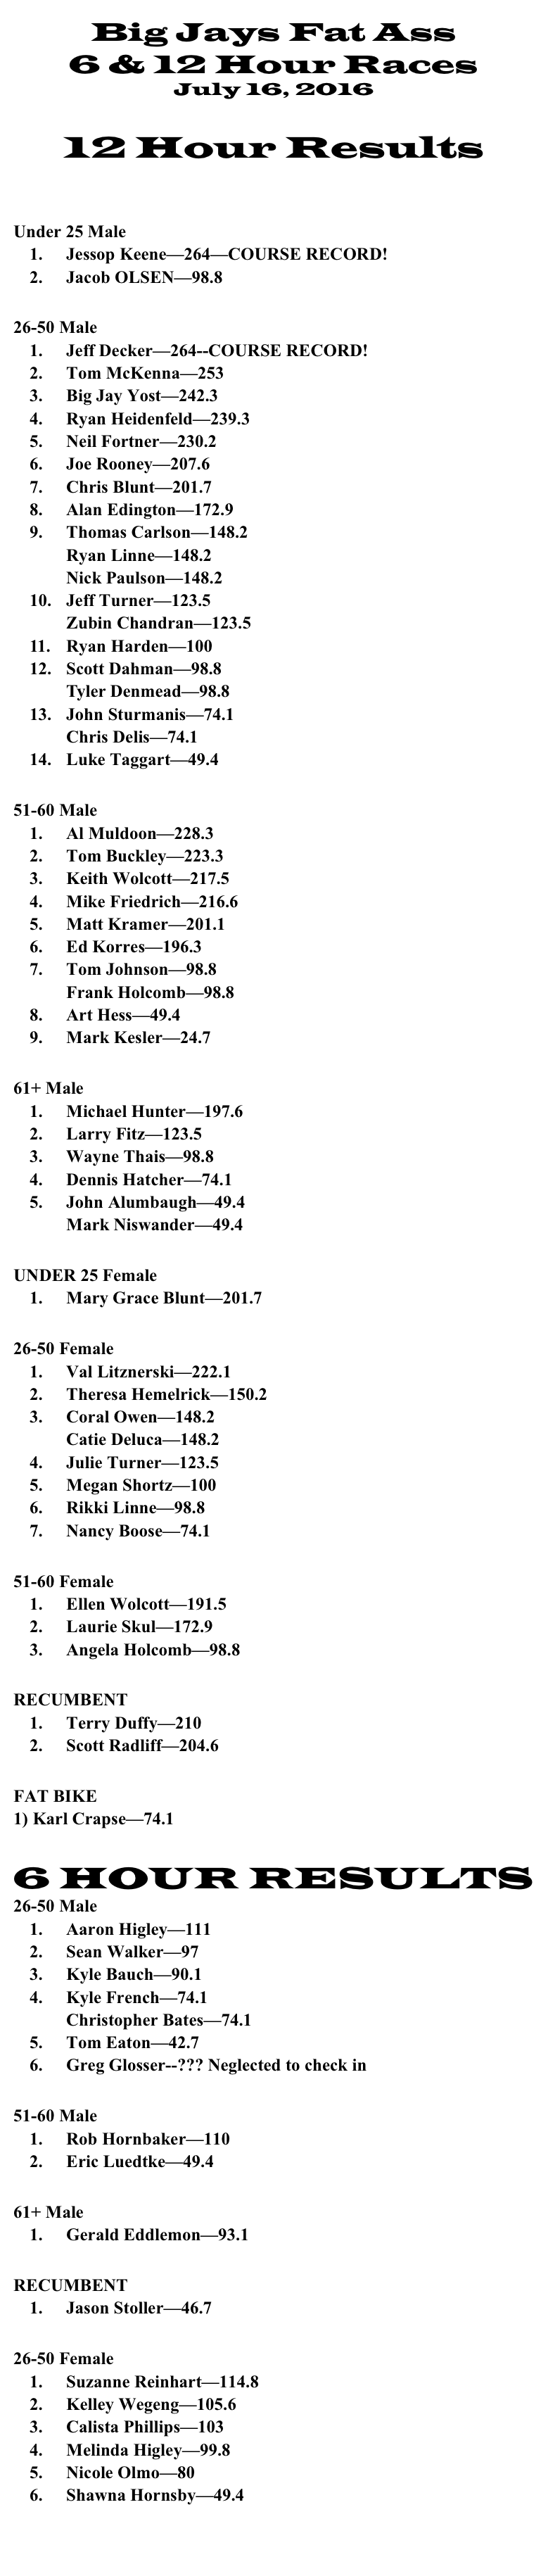 Big Jays Fat Ass
6 & 12 Hour Races
July 16, 2016
12 Hour Results
Under 25 Male
1. Jessop Keene—264—COURSE RECORD!
2. Jacob OLSEN—98.8
26-50 Male
1. Jeff Decker—264--COURSE RECORD!
2. Tom McKenna—253
3. Big Jay Yost—242.3
4. Ryan Heidenfeld—239.3
5. Neil Fortner—230.2
6. Joe Rooney—207.6
7. Chris Blunt—201.7
8. Alan Edington—172.9
9. Thomas Carlson—148.2
Ryan Linne—148.2
Nick Paulson—148.2
10. Jeff Turner—123.5
Zubin Chandran—123.5
11. Ryan Harden—100
12. Scott Dahman—98.8
Tyler Denmead—98.8
13. John Sturmanis—74.1
Chris Delis—74.1
14. Luke Taggart—49.4
51-60 Male
1. Al Muldoon—228.3
2. Tom Buckley—223.3
3. Keith Wolcott—217.5
4. Mike Friedrich—216.6
5. Matt Kramer—201.1
6. Ed Korres—196.3
7. Tom Johnson—98.8
Frank Holcomb—98.8
8. Art Hess—49.4
9. Mark Kesler—24.7
61+ Male
1. Michael Hunter—197.6
2. Larry Fitz—123.5
3. Wayne Thais—98.8
4. Dennis Hatcher—74.1
5. John Alumbaugh—49.4
Mark Niswander—49.4
UNDER 25 Female
1. Mary Grace Blunt—201.7
26-50 Female
1. Val Litznerski—222.1
2. Theresa Hemelrick—150.2
3. Coral Owen—148.2
Catie Deluca—148.2
4. Julie Turner—123.5
5. Megan Shortz—100
6. Rikki Linne—98.8
7. Nancy Boose—74.1
51-60 Female
1. Ellen Wolcott—191.5
2. Laurie Skul—172.9
3. Angela Holcomb—98.8
RECUMBENT
1. Terry Duffy—210
2. Scott Radliff—204.6
FAT BIKE
1) Karl Crapse—74.1
6 HOUR RESULTS
26-50 Male
1. Aaron Higley—111
2. Sean Walker—97
3. Kyle Bauch—90.1
4. Kyle French—74.1
Christopher Bates—74.1
5. Tom Eaton—42.7
6. Greg Glosser--??? Neglected to check in
51-60 Male
1. Rob Hornbaker—110
2. Eric Luedtke—49.4
61+ Male
1. Gerald Eddlemon—93.1
RECUMBENT
1. Jason Stoller—46.7
26-50 Female
1. Suzanne Reinhart—114.8
2. Kelley Wegeng—105.6
3. Calista Phillips—103
4. Melinda Higley—99.8
5. Nicole Olmo—80
6. Shawna Hornsby—49.4